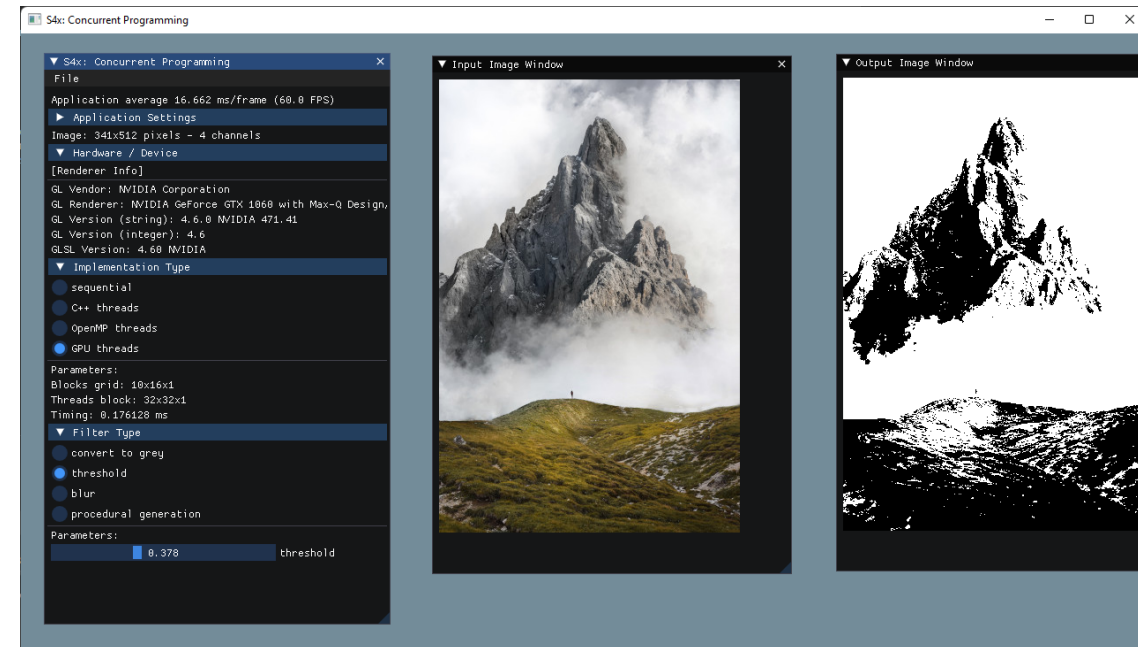 S4x: Concurrent Programming
S4x: Concurrent Programming
File
Application average 16.662 ms/frame (60.0 FPS)
Application Settings
Image: 341x512 pixels - 4 channels
Hardware / Device
[Renderer Info]
GL Vendor: NVIDIA Corporation
GL Renderer: NVIDIA GeForce GTX 1060 with Max-Q Design,
GL Version (string): 4.6.0 NVIDIA 471.41
GL Version (integer): 4.6
GLSL Version: 4.60 NVIDIA
Implementation Type
sequential
C++ threads
OpenMP threads
GPU threads
Parameters:
Blocks grid: 10x16x1
Threads block: 32x32x1
Timing: 0.176128 ms
Filter Type
convert to grey
threshold
blur
procedural generation
Parameters:
0.378 threshold
Input Image Window
Output Image Window